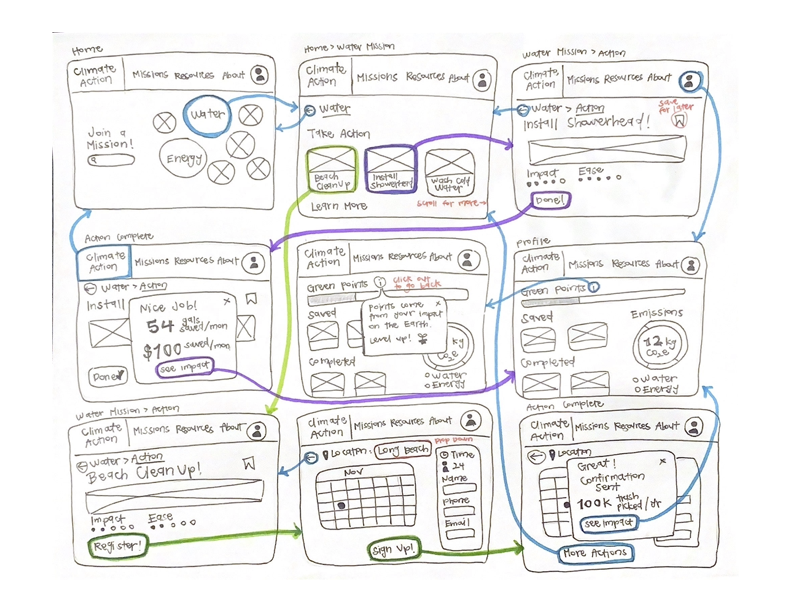 Home
Climate Action
Missions Resources About
Join a
Mission!
Water
Energy
Home > Water Mission
Climate Action
Missions Resources About
Water
Take Action
Beach CleanUp
Install Showerhead
Wash Cold Water
Learn More
Scroll for more →
Water Mission > Action
Climate Action
Missions Resources About
Water > Action
save for later
Install Showerhead!
Impact Ease
Done!
Action Complete
Climate Action
Missions Resources About
Water > Action
Install
Nice Job! x
54 gals saved/mon
$100 saved/mon
see impact
Done
Climate Action
Missions Resources About
Green Points i
click out to go back
Points come x
from your impact
on the Earth.
Level up!
Saved
Completed
kg
CO2e
Water
Energy
profile
Climate Action
Missions Resources About
Green Points i
Saved
Emissions
12 kg
CO2e
Completed
Water
Energy
Water Mission > Action
Climate Action
Missions Resources About
Water > Action
Beach CleanUp!
Impact Ease
Register!
Climate Action
Missions Resources About
Location: Long Beach
Drop Down
Nov
Time
24
Name
Phone
Email
Sign Up!
Action Complete
Climate Action
Missions Resources About
Location
Great! x
Confirmation
Sent
100k trash picked/yr
see impact
More Actions